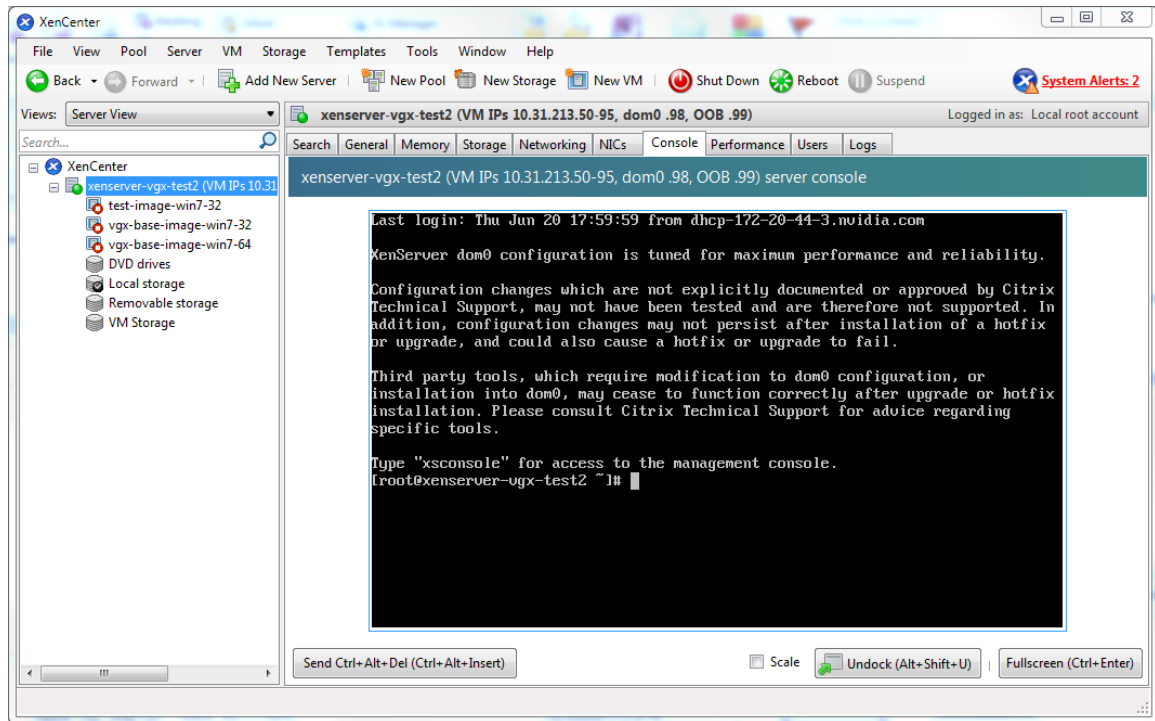 XenCenter
File View Pool Server VM Storage Templates Tools Window Help
Back Forward Add New Server New Pool New Storage New VM Shut Down Reboot Suspend System Alerts: 2
Views: Server View
xenserver-vgx-test2 (VM IPs 10.31.213.50-95, dom0 .98, OOB .99) Logged in as: Local root account
Search...
Search General Memory Storage Networking NICs Console Performance Users Logs
XenCenter
xenserver-vgx-test2 (VM IPs 10.31
test-image-win7-32
vgx-base-image-win7-32
vgx-base-image-win7-64
DVD drives
Local storage
Removable storage
VM Storage
xenserver-vgx-test2 (VM IPs 10.31.213.50-95, dom0 .98, OOB .99) server console
Last login: Thu Jun 20 17:59:59 from dhcp-172-20-44-3.nvidia.com
XenServer dom0 configuration is tuned for maximum performance and reliability.
Configuration changes which are not explicitly documented or approved by Citrix
Technical Support, may not have been tested and are therefore not supported. In
addition, configuration changes may not persist after installation of a hotfix
or upgrade, and could also cause a hotfix or upgrade to fail.
Third party tools, which require modification to dom0 configuration, or
installation into dom0, may cease to function correctly after upgrade or hotfix
installation. Please consult Citrix Technical Support for advice regarding
specific tools.
Type "xsconsole" for access to the management console.
[root@xenserver-vgx-test2 ~]#
Send Ctrl+Alt+Del (Ctrl+Alt+Insert) Scale Undock (Alt+Shift+U) Fullscreen (Ctrl+Enter)